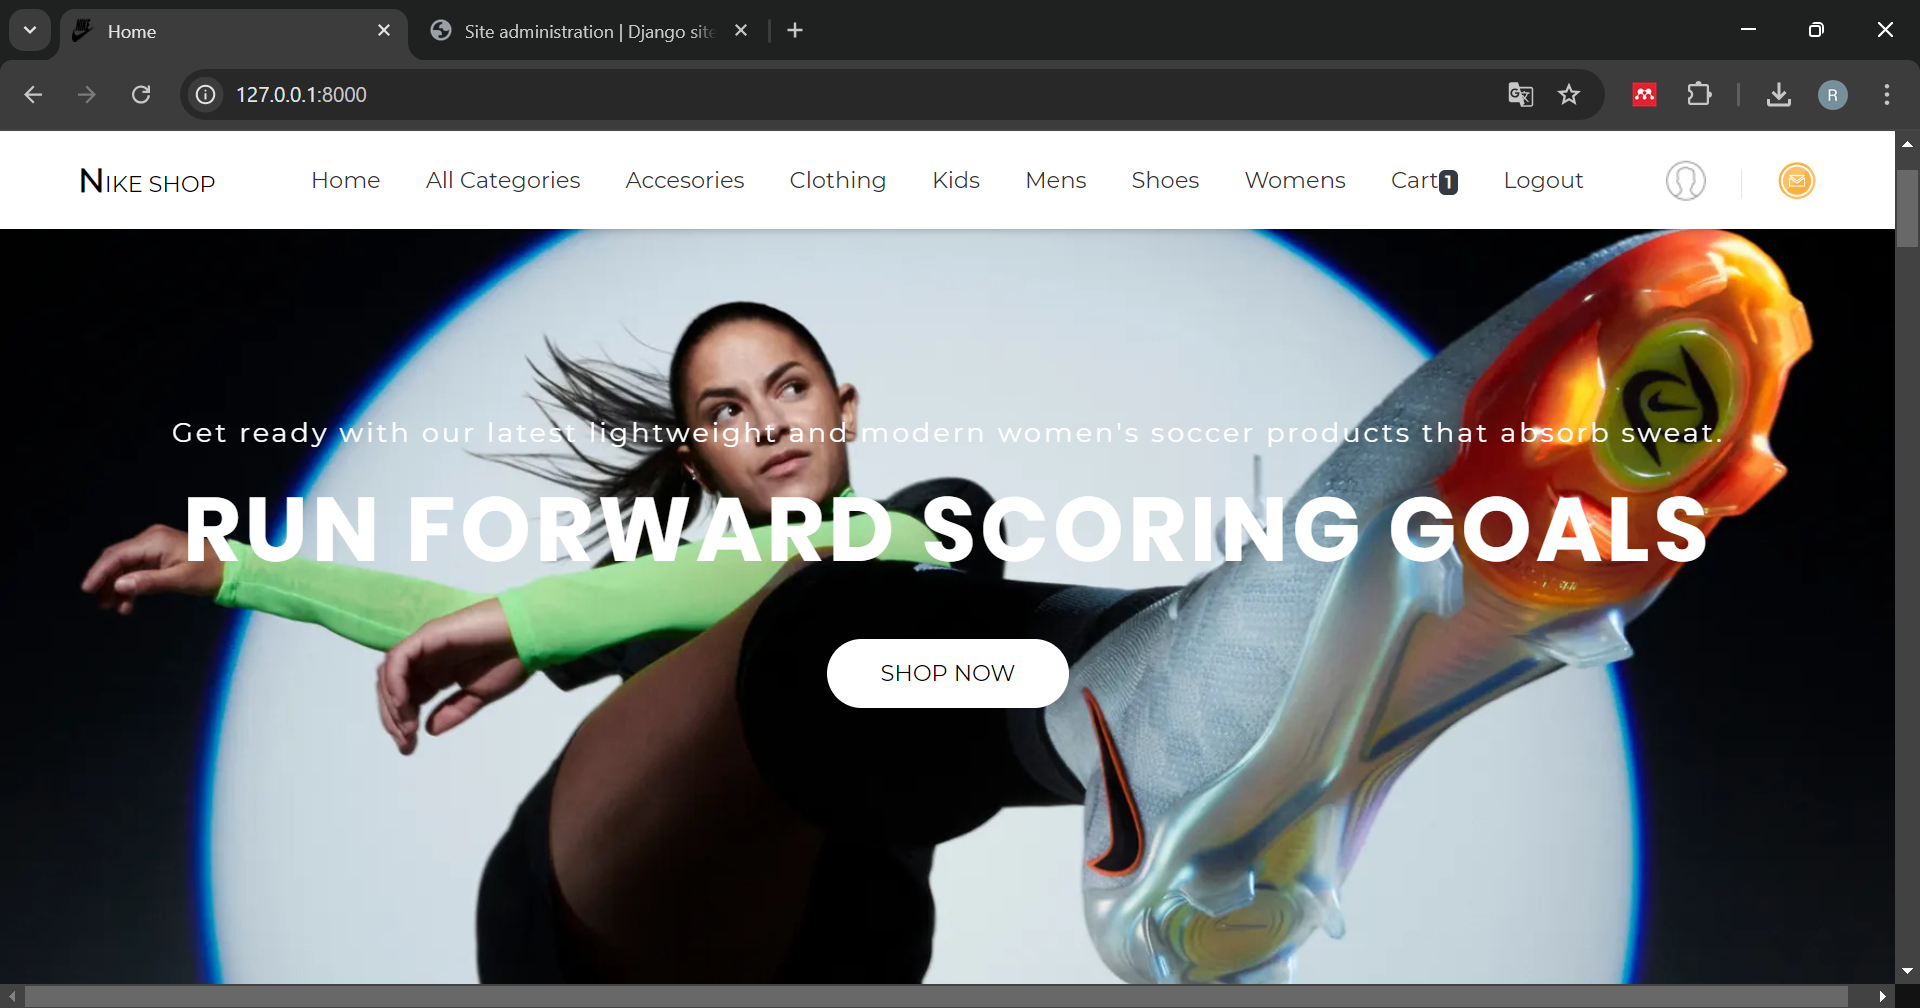 Home
Site administration | Django site
127.0.0.1:8000
R
NIKE SHOP
Home
All Categories
Accesories
Clothing
Kids
Mens
Shoes
Womens
Cart1
Logout
Get ready with our latest lightweight and modern women's soccer products that absorb sweat.
RUN FORWARD SCORING GOALS
SHOP NOW